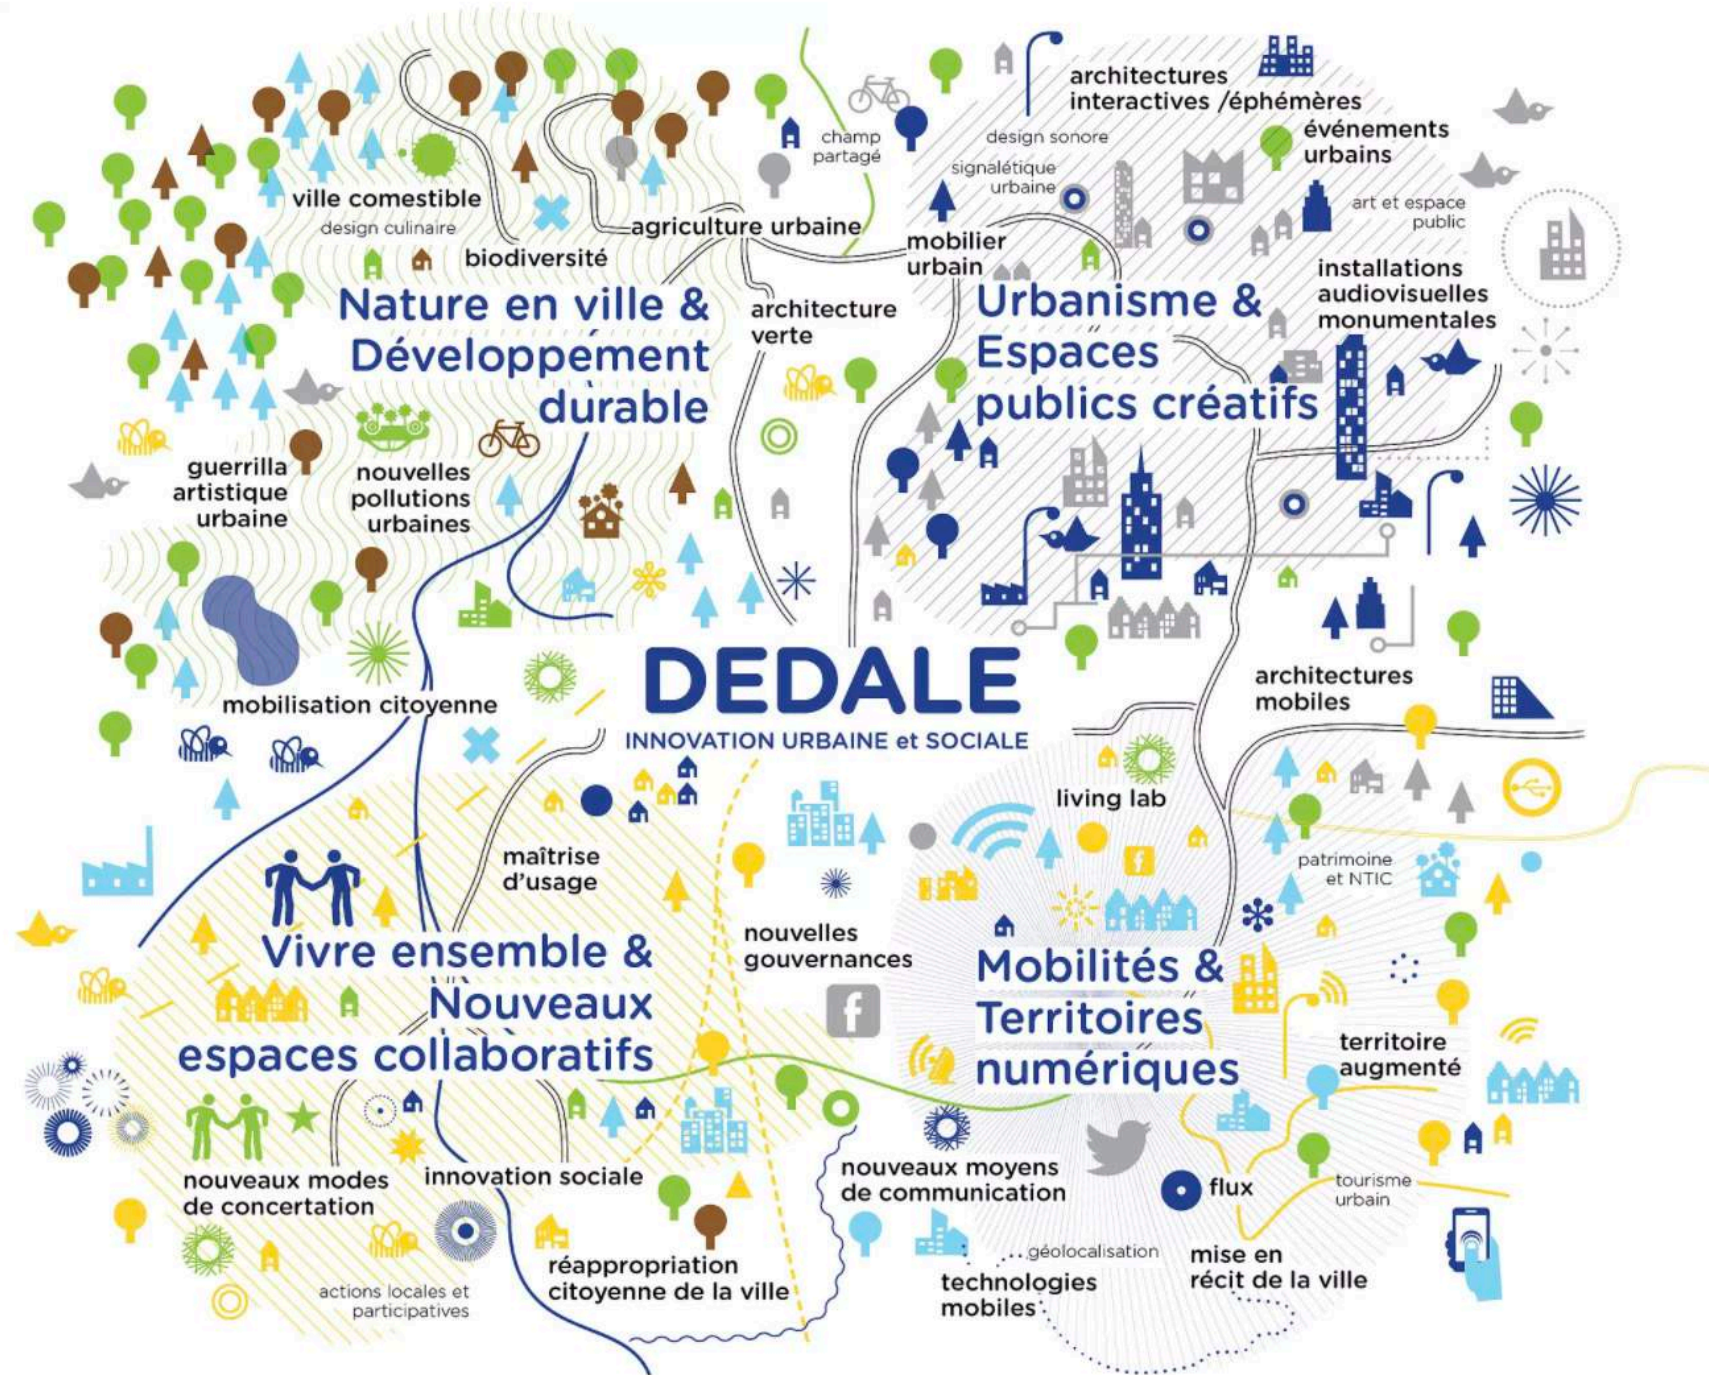 architectures
interactives /éphémères
champ
partagé
design sonore
événements
urbains
signalétique
urbaine
ville comestible
design culinaire
art et espace
public
agriculture urbaine
biodiversité
mobilier
urbain
installations
audiovisuelles
monumentales
Nature en ville &
Développement
durable
architecture
verte
Urbanisme &
Espaces
publics créatifs
guerrilla
artistique
urbaine
nouvelles
pollutions
urbaines
mobilisation citoyenne
DEDALE
INNOVATION URBAINE et SOCIALE
architectures
mobiles
living lab
maîtrise
d'usage
patrimoine
et NTIC
f
Vivre ensemble &
Nouveaux
espaces collaboratifs
nouvelles
gouvernances
f
Mobilités &
Territoires
numériques
territoire
augmenté
nouveaux modes
de concertation
innovation sociale
nouveaux moyens
de communication
flux
tourisme
urbain
actions locales et
participatives
réappropriation
citoyenne de la ville
géolocalisation
technologies
mobiles
mise en
récit de la ville